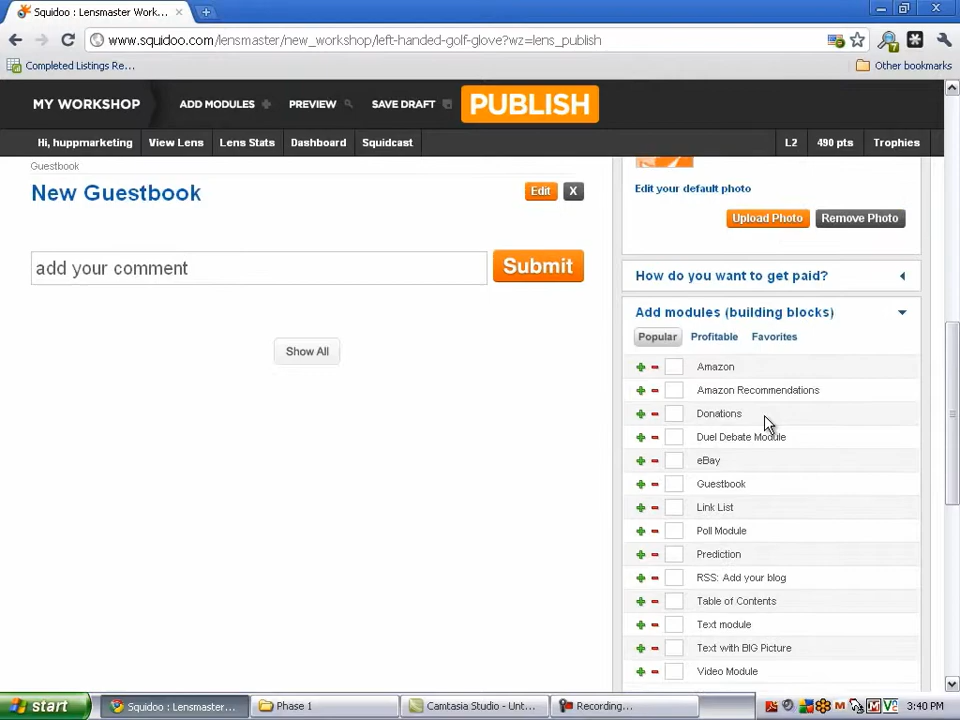 Squidoo : Lensmaster Work...
www.squidoo.com/lensmaster/new_workshop/left-handed-golf-glove?wz=lens_publish
Completed Listings Re...
Other bookmarks
MY WORKSHOP
ADD MODULES
PREVIEW
SAVE DRAFT
PUBLISH
Hi, huppmarketing
View Lens
Lens Stats
Dashboard
Squidcast
L2
490 pts
Trophies
Guestbook
New Guestbook
Edit
X
add your comment
Submit
Show All
Edit your default photo
Upload Photo
Remove Photo
How do you want to get paid?
Add modules (building blocks)
Popular
Profitable
Favorites
Amazon
Amazon Recommendations
Donations
Duel Debate Module
eBay
Guestbook
Link List
Poll Module
Prediction
RSS: Add your blog
Table of Contents
Text module
Text with BIG Picture
Video Module
start
Squidoo : Lensmaster...
Phase 1
Camtasia Studio - Unt...
Recording...
3:40 PM